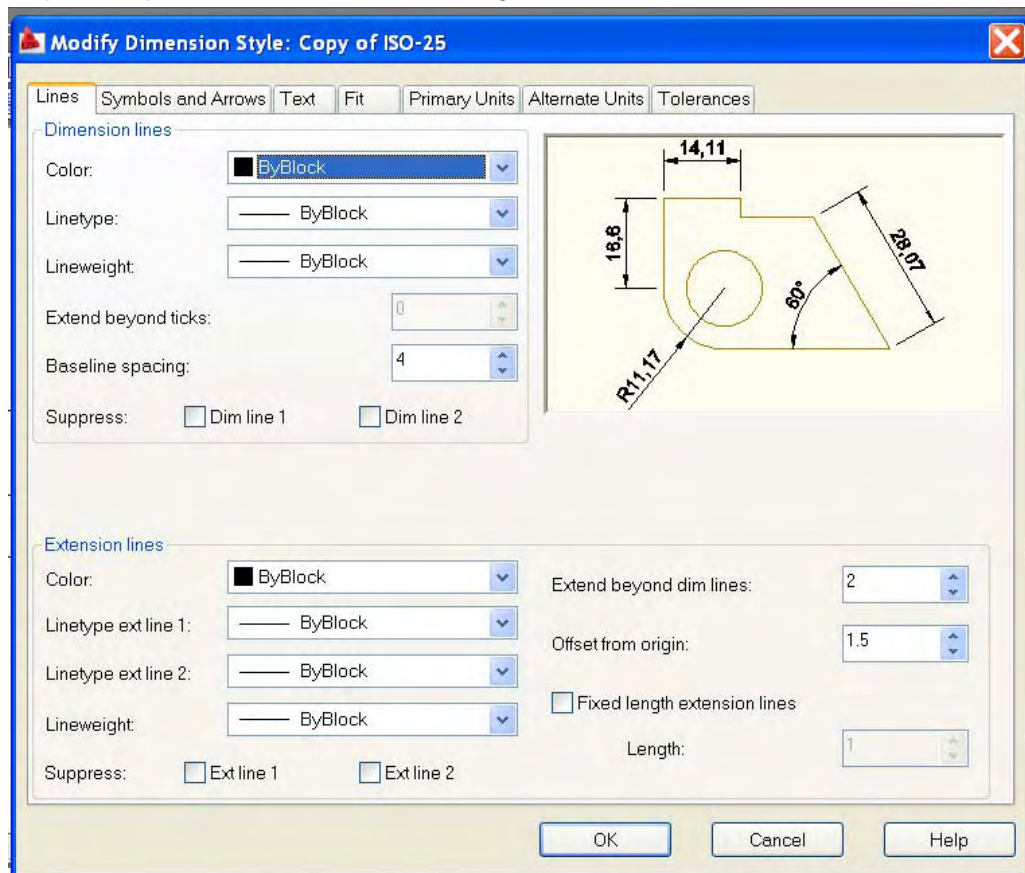 Modify Dimension Style: Copy of ISO-25
Lines Symbols and Arrows Text Fit Primary Units Alternate Units Tolerances
Dimension lines
Color: ByBlock
Linetype: ByBlock
Lineweight: ByBlock
Extend beyond ticks: 0
Baseline spacing: 4
Suppress: Dim line 1 Dim line 2
14,11
16,6
28,07
60°
R11,17
Extension lines
Color: ByBlock
Linetype ext line 1: ByBlock
Linetype ext line 2: ByBlock
Lineweight: ByBlock
Suppress: Ext line 1 Ext line 2
Extend beyond dim lines: 2
Offset from origin: 1.5
Fixed length extension lines
Length: 1
OK Cancel Help